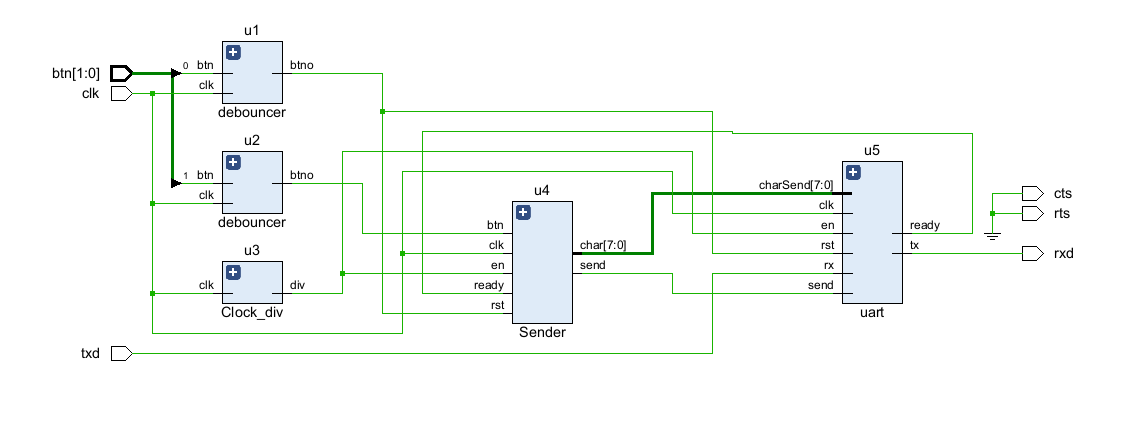 u1
btn[1:0]
0
btn
btno
clk
clk
debouncer
u2
1
btn
btno
clk
debouncer
u3
clk
div
Clock_div
txd
u4
btn
clk
char[7:0]
en
send
ready
rst
Sender
u5
charSend[7:0]
clk
en
ready
rst
tx
rx
send
uart
cts
rts
rxd